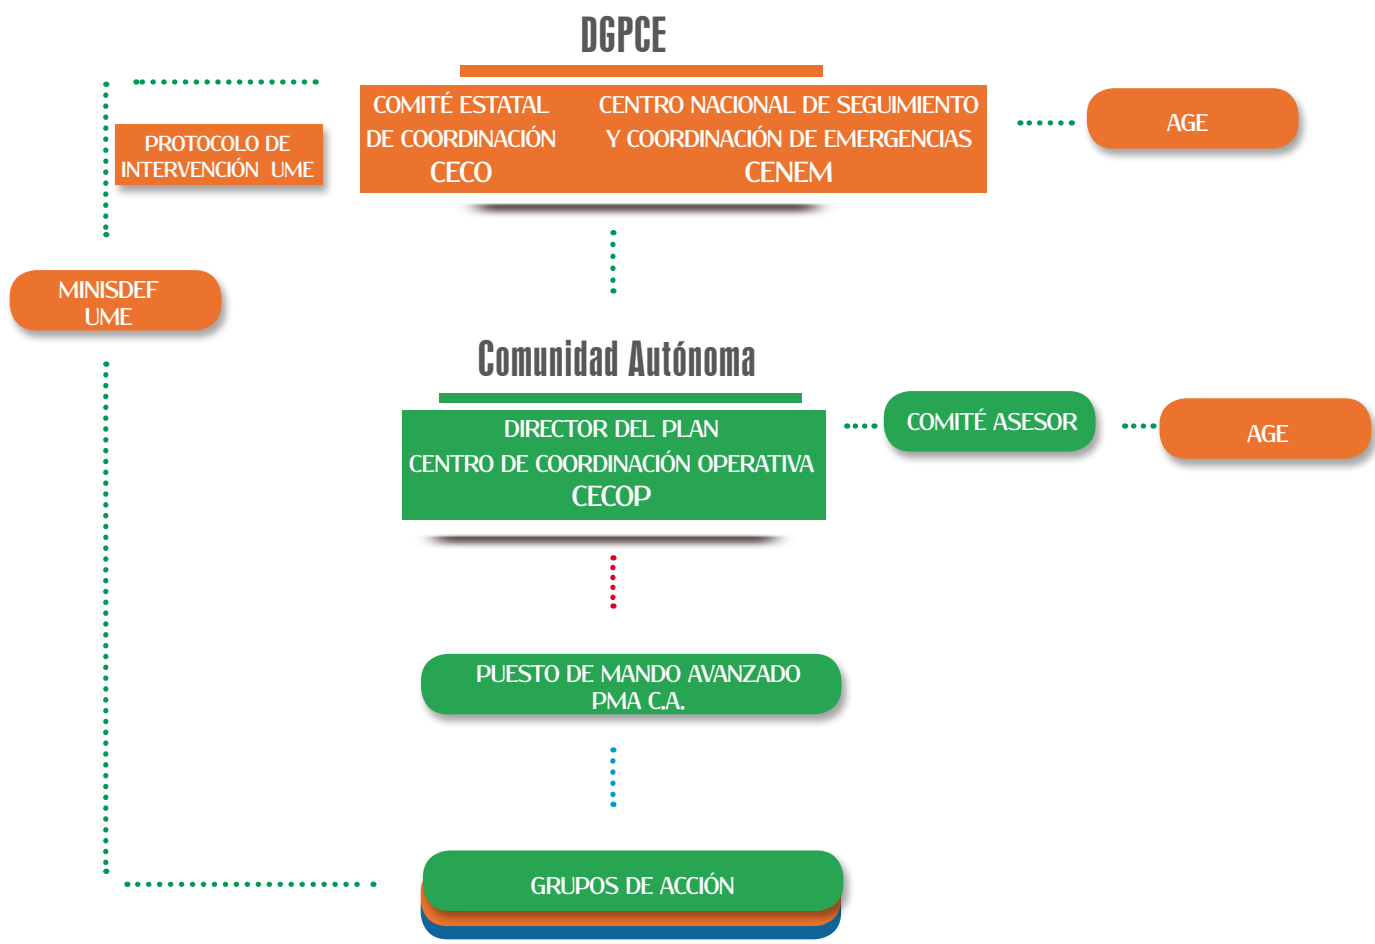 DGPCE
COMITÉ ESTATAL
DE COORDINACIÓN
CECO
CENTRO NACIONAL DE SEGUIMIENTO
Y COORDINACIÓN DE EMERGENCIAS
CENEM
AGE
PROTOCOLO DE
INTERVENCIÓN UME
MINISDEF
UME
Comunidad Autónoma
DIRECTOR DEL PLAN
CENTRO DE COORDINACIÓN OPERATIVA
CECOP
COMITÉ ASESOR
AGE
PUESTO DE MANDO AVANZADO
PMA C.A.
GRUPOS DE ACCIÓN